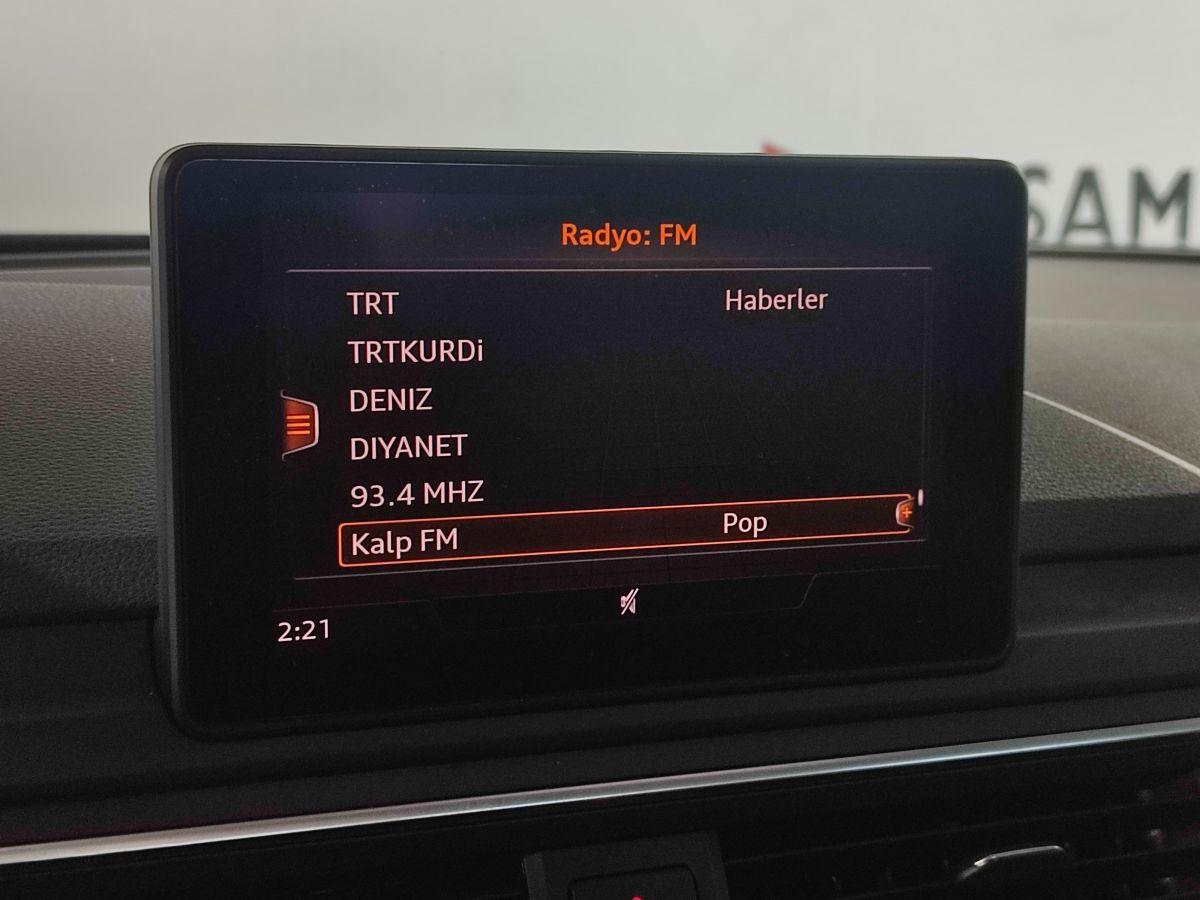 SAM
Radyo: FM
TRT Haberler
TRTKURDi
DENIZ
DIYANET
93.4 MHZ
Kalp FM Pop
2:21